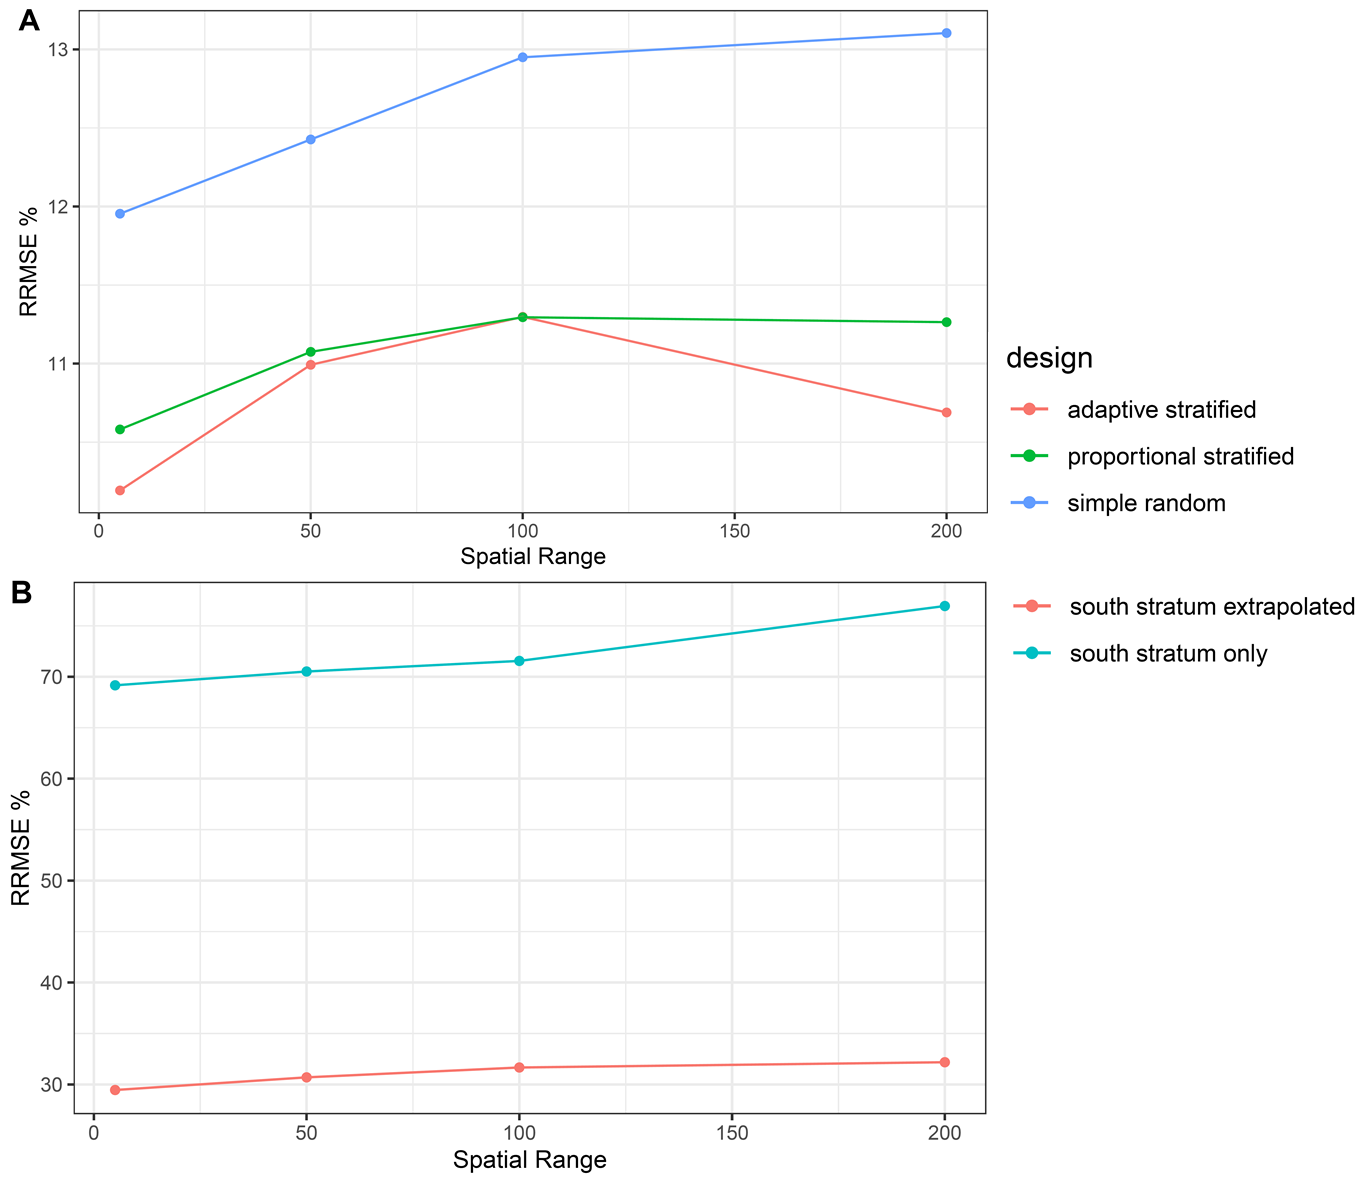 A
13
12
11
RRMSE %
0 50 100 150 200
Spatial Range
design
adaptive stratified
proportional stratified
simple random
B
70
60
50
40
30
RRMSE %
0 50 100 150 200
Spatial Range
south stratum extrapolated
south stratum only